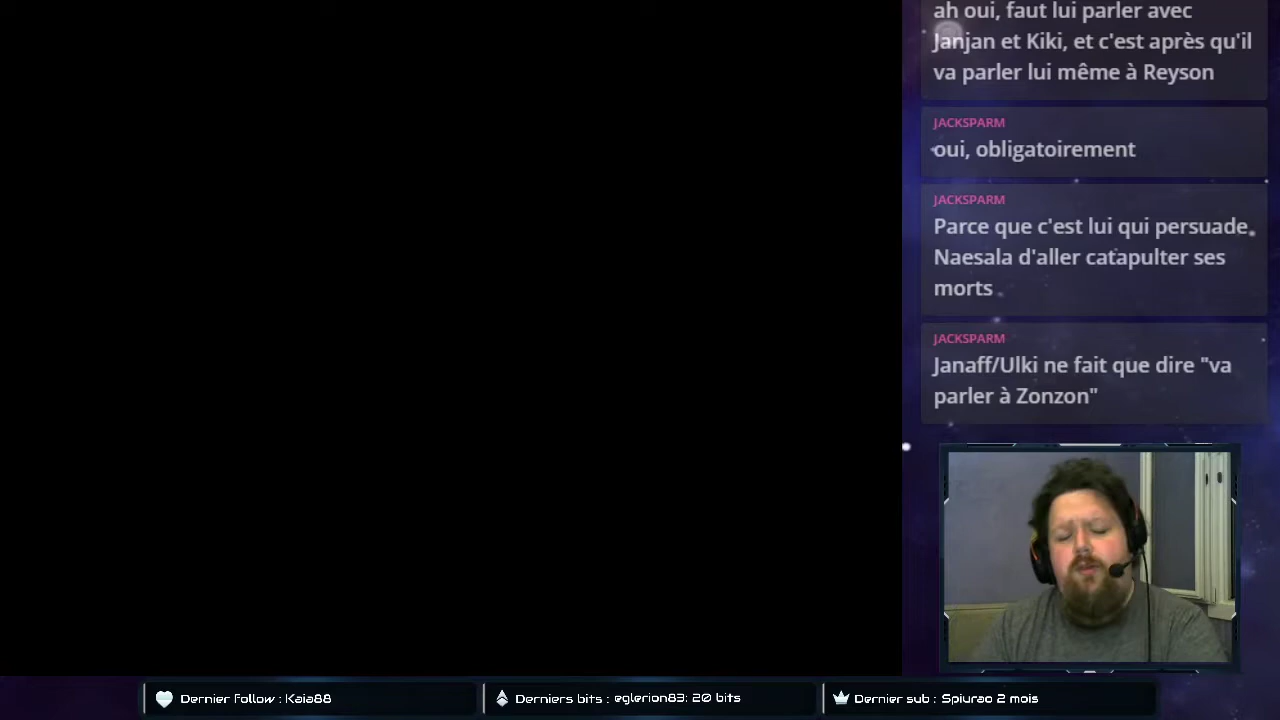 ah oui, faut lui parler avec
Janjan et Kiki, et c'est après qu'il
va parler lui même à Reyson
JACKSPARM
oui, obligatoirement
JACKSPARM
Parce que c'est lui qui persuade
Naesala d'aller catapulter ses
morts
JACKSPARM
Janaff/Ulki ne fait que dire "va
parler à Zonzon"
Dernier Follow : Kaia88
Derniers bits : eglerion83: 20 bits
Dernier sub : Spiurao 2 mois